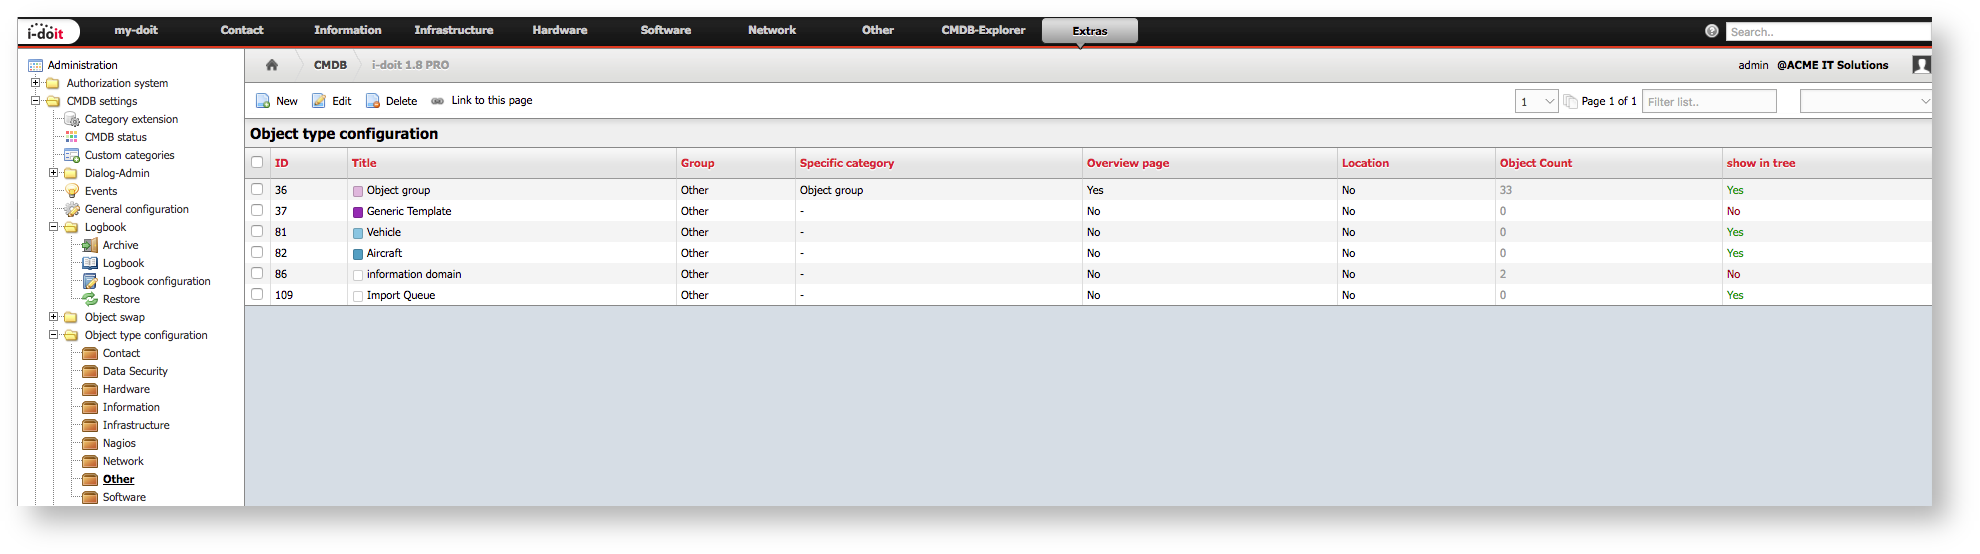 i-doit my-doit Contact Information Infrastructure Hardware Software Network Other CMDB-Explorer Extras ? Search..
Administration
Authorization system
CMDB settings
Category extension
CMDB status
Custom categories
Dialog-Admin
Events
General configuration
Logbook
Archive
Logbook
Logbook configuration
Restore
Object swap
Object type configuration
Contact
Data Security
Hardware
Information
Infrastructure
Nagios
Network
Other
Software
CMDB i-doit 1.8 PRO admin @ACME IT Solutions
New Edit Delete Link to this page 1 Page 1 of 1 Filter list..
Object type configuration
ID Title Group Specific category Overview page Location Object Count show in tree
36 Object group Other Object group Yes No 33 Yes
37 Generic Template Other - No No 0 No
81 Vehicle Other - No No 0 Yes
82 Aircraft Other - No No 0 Yes
86 information domain Other - No No 2 No
109 Import Queue Other - No No 0 Yes